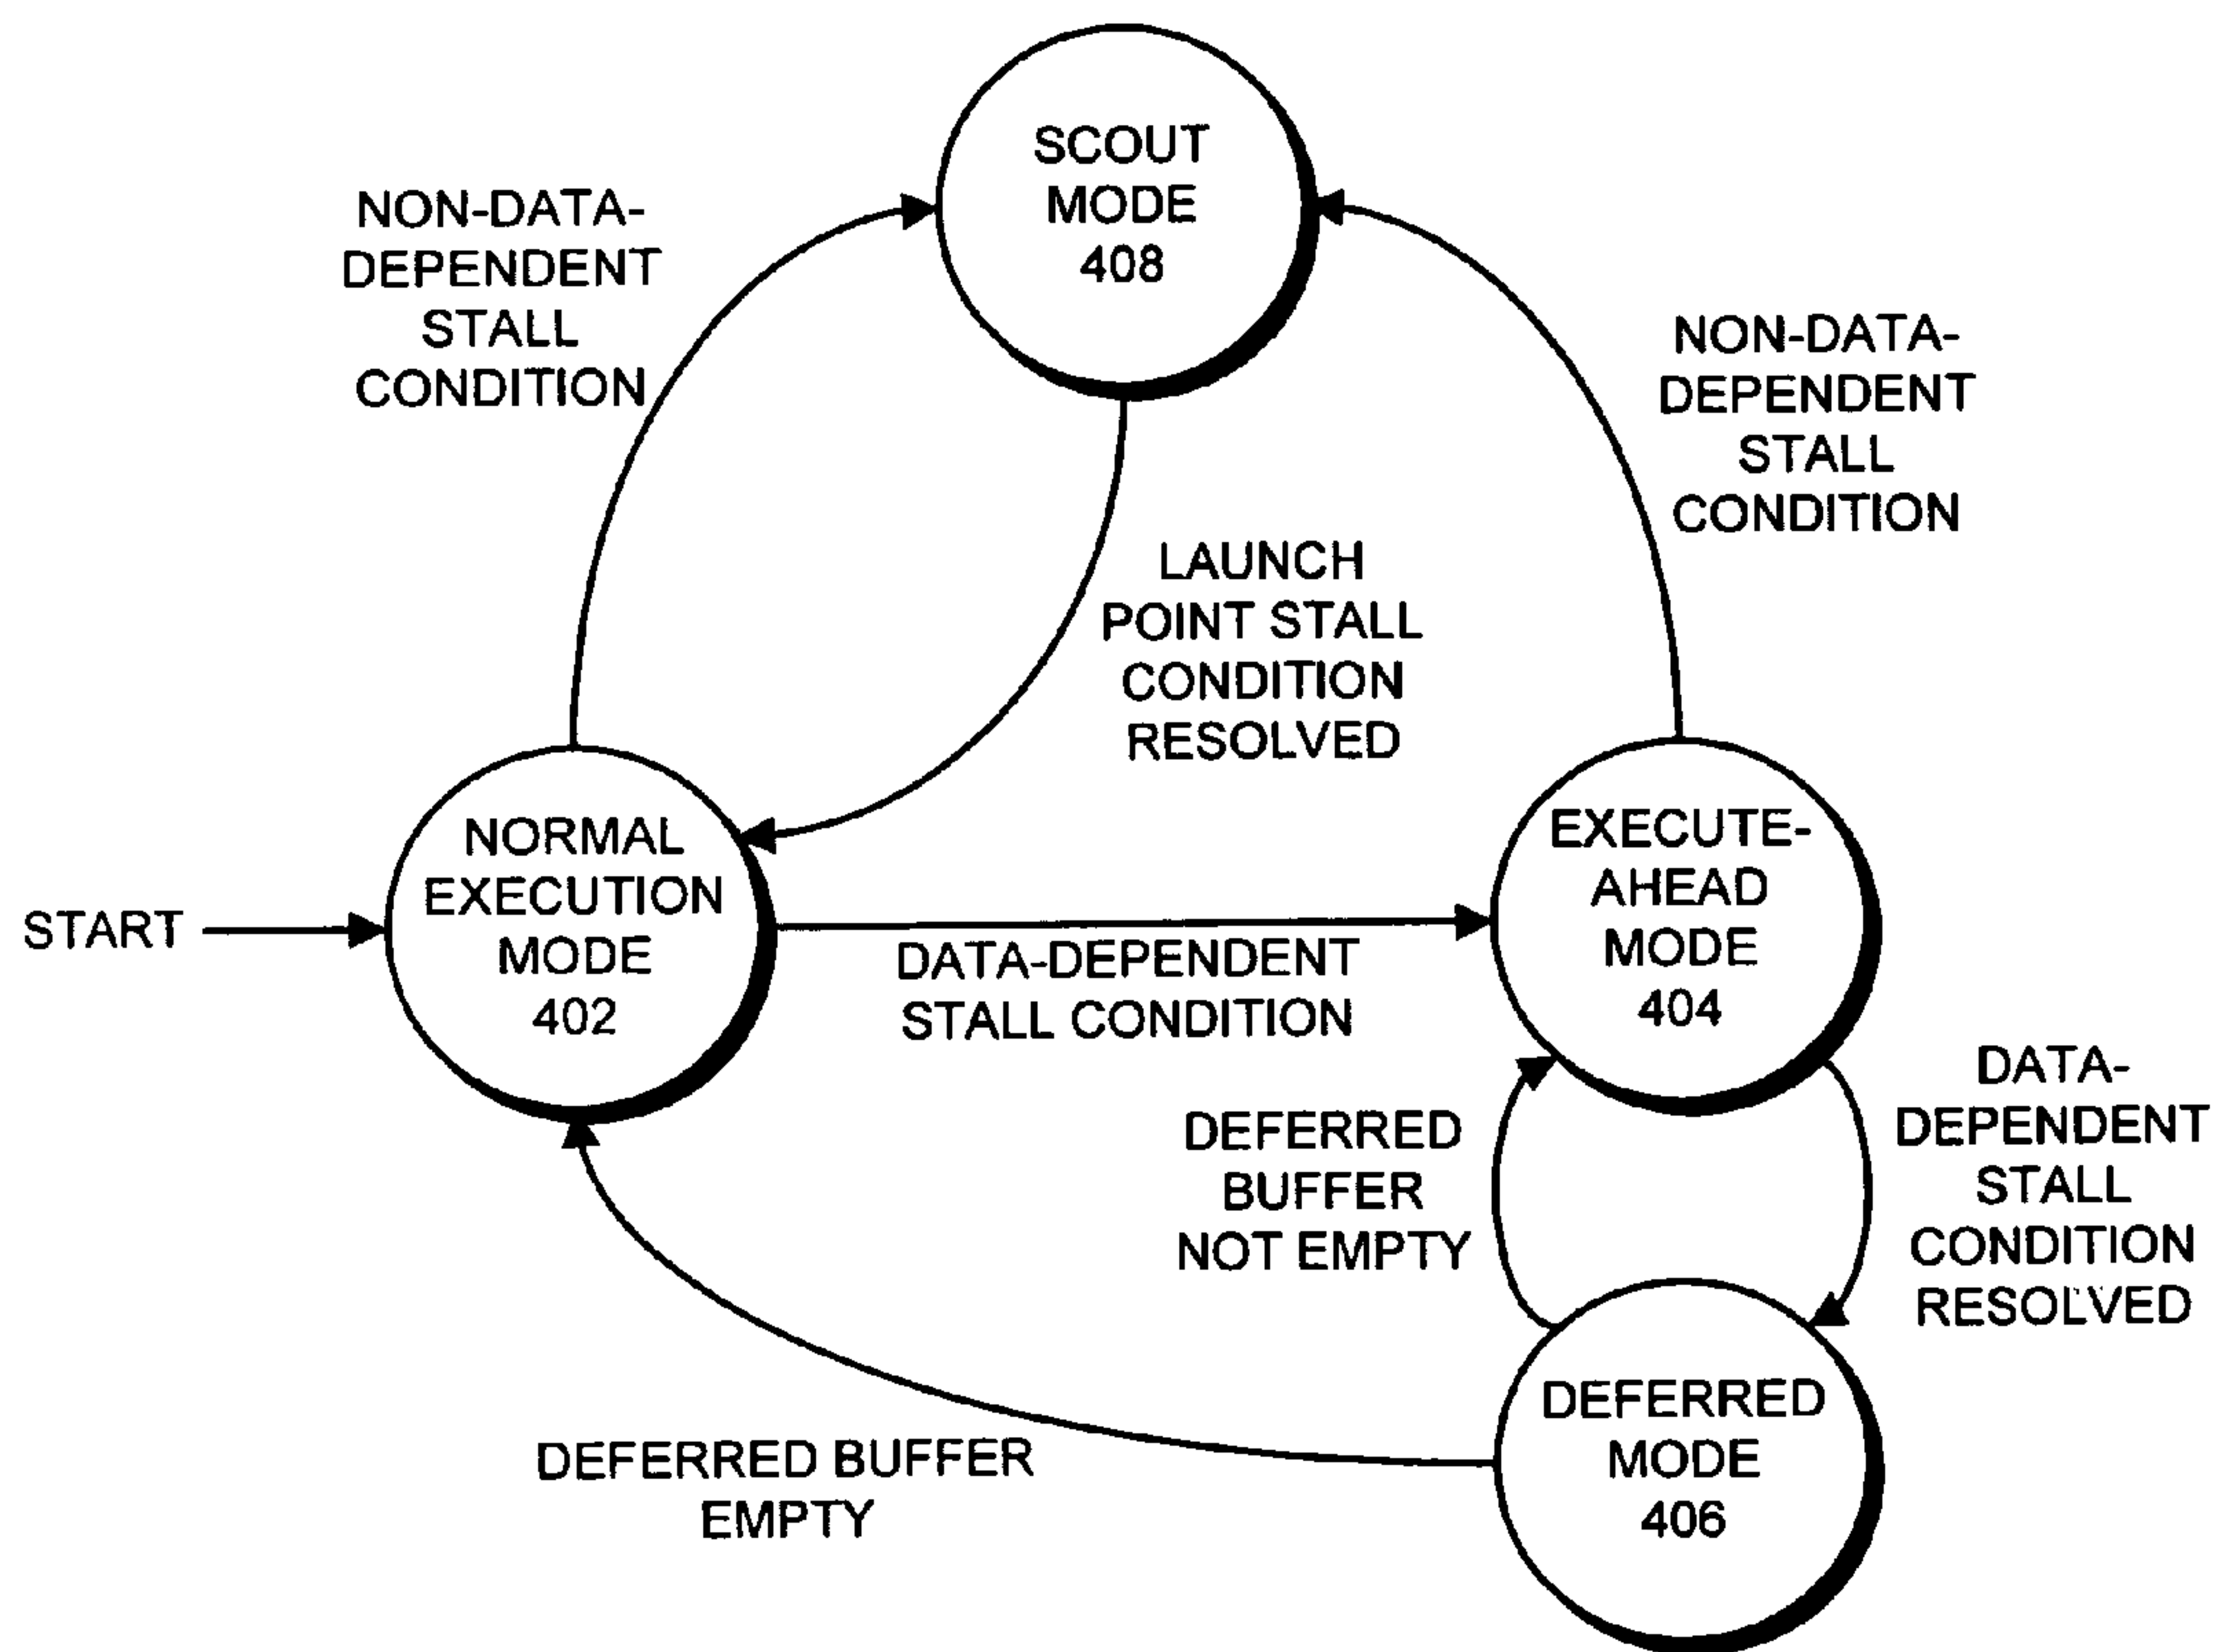 SCOUT
MODE
408
NON-DATA-
DEPENDENT
STALL
CONDITION
NON-DATA-
DEPENDENT
STALL
CONDITION
LAUNCH
POINT STALL
CONDITION
RESOLVED
START
NORMAL
EXECUTION
MODE
402
DATA-DEPENDENT
STALL CONDITION
EXECUTE-
AHEAD
MODE
404
DEFERRED
BUFFER
NOT EMPTY
DATA-
DEPENDENT
STALL
CONDITION
RESOLVED
DEFERRED BUFFER
EMPTY
DEFERRED
MODE
406